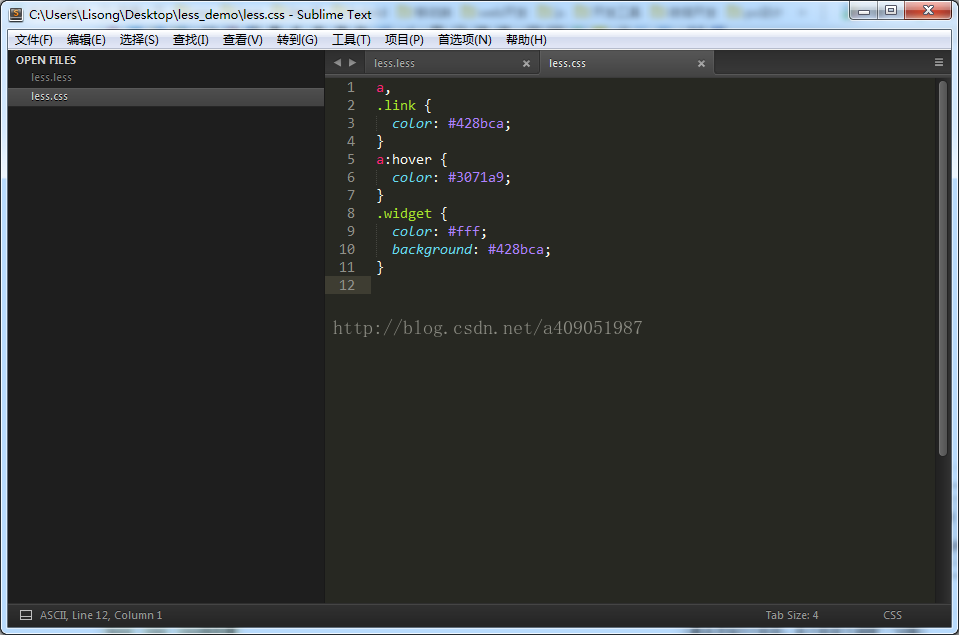 C:\Users\Lisong\Desktop\less_demo\less.css - Sublime Text
文件(F) 编辑(E) 选择(S) 查找(I) 查看(V) 转到(G) 工具(T) 项目(P) 首选项(N) 帮助(H)
OPEN FILES
less.less
less.css
less.less × less.css ×
1 a,
2 .link {
3 color: #428bca;
4 }
5 a:hover {
6 color: #3071a9;
7 }
8 .widget {
9 color: #fff;
10 background: #428bca;
11 }
12
http://blog.csdn.net/a409051987
ASCII, Line 12, Column 1 Tab Size: 4 CSS